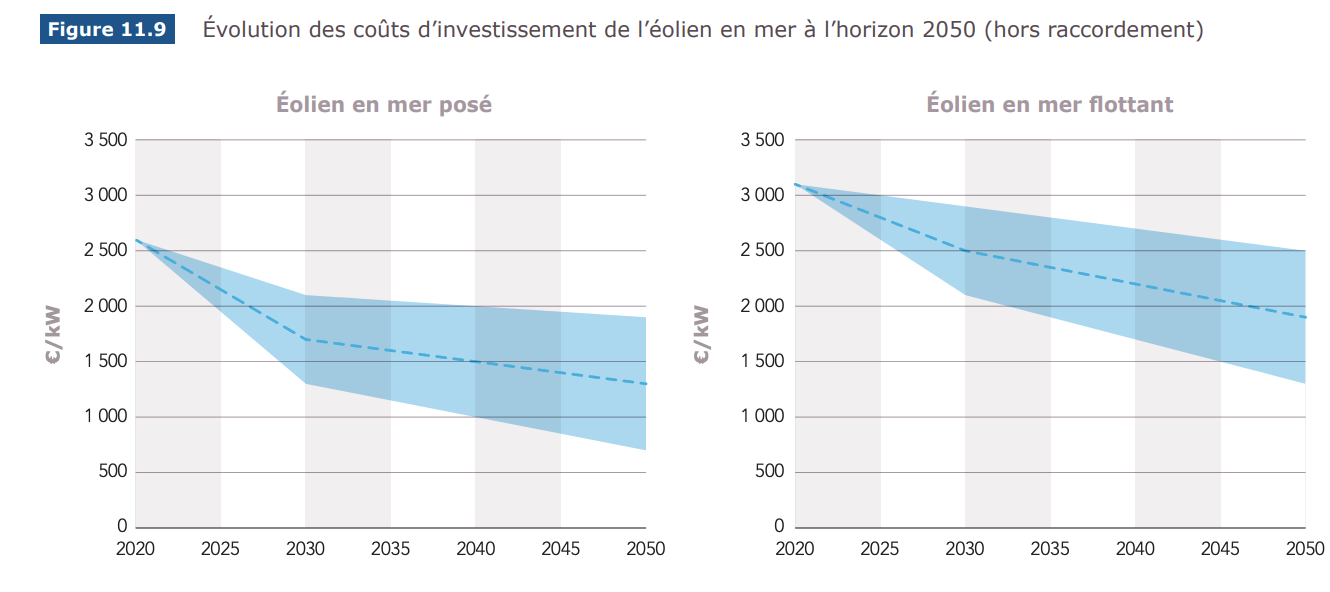 Figure 11.9 Évolution des coûts d’investissement de l’éolien en mer à l’horizon 2050 (hors raccordement)
Éolien en mer posé
€/kW
3 500
3 000
2 500
2 000
1 500
1 000
500
0
2020 2025 2030 2035 2040 2045 2050
Éolien en mer flottant
€/kW
3 500
3 000
2 500
2 000
1 500
1 000
500
0
2020 2025 2030 2035 2040 2045 2050